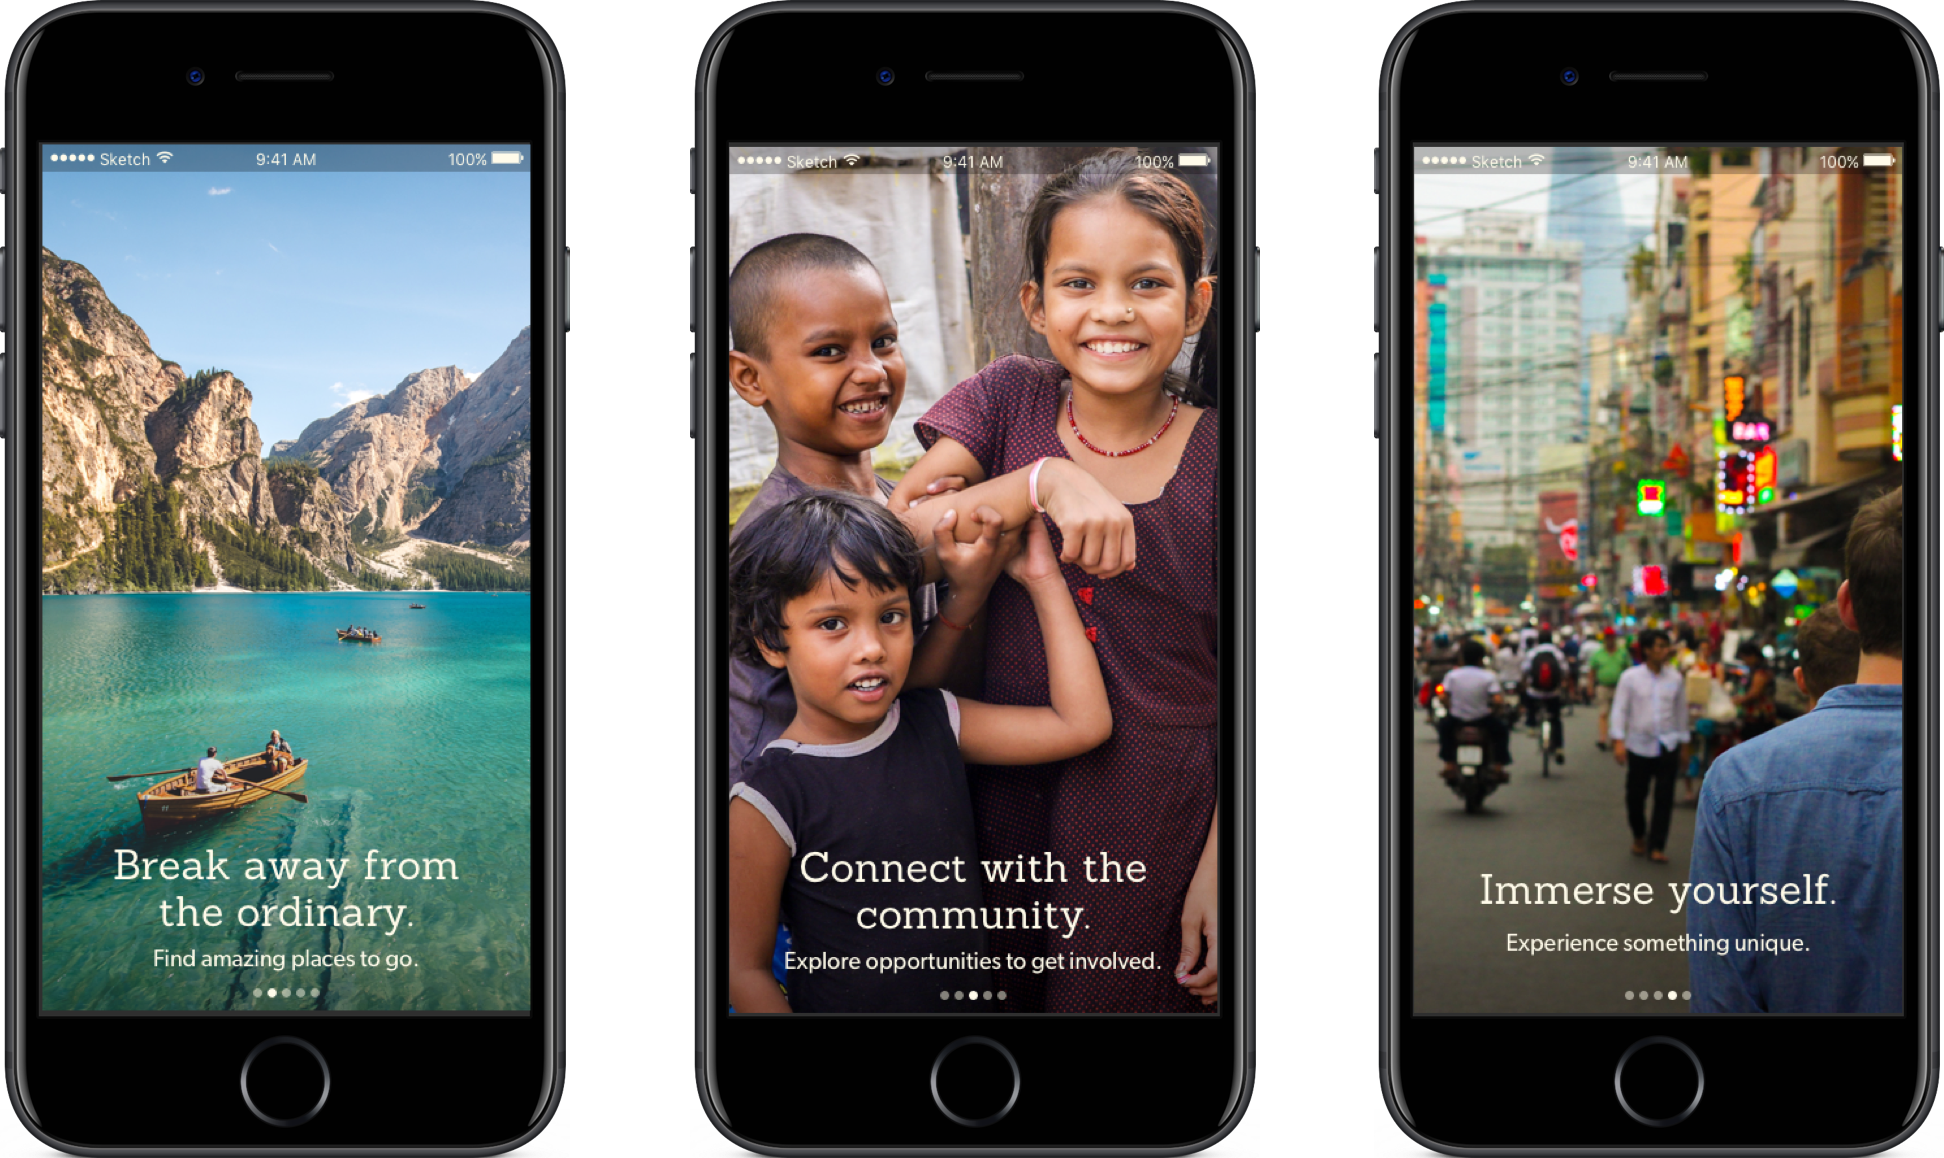 Sketch 9:41 AM 100%
Break away from
the ordinary.
Find amazing places to go.
Sketch 9:41 AM 100%
Connect with the
community.
Explore opportunities to get involved.
Sketch 9:41 AM 100%
BAR
Immerse yourself.
Experience something unique.